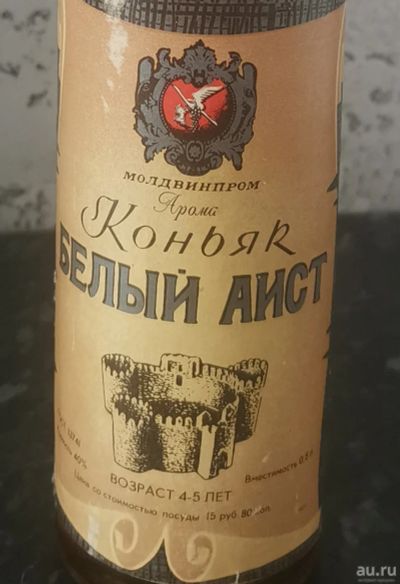 МОЛДВИНПРОМ
Арома
Коньяк
БЕЛЫЙ АИСТ
40%
Вместимость 0.5 л
ВОЗРАСТ 4-5 ЛЕТ
Цена со стоимостью посуды 15 руб. 80 коп.
au.ru